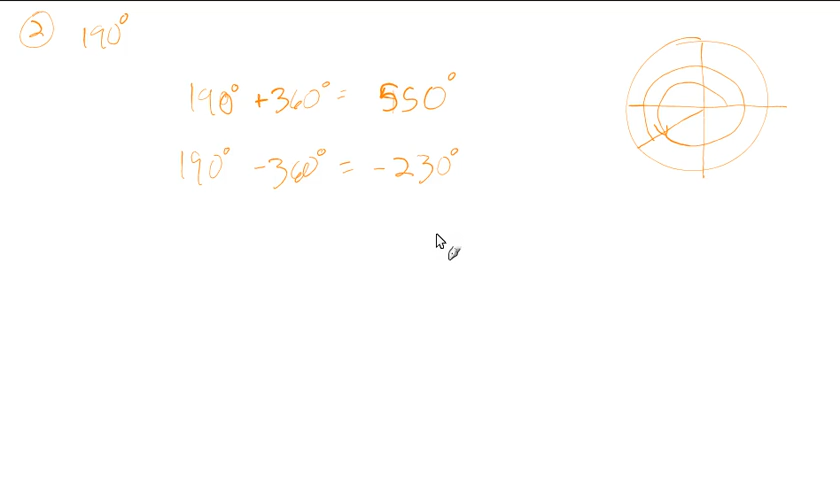 ② 190°
190° + 360° = 550°
190° - 360° = - 230°